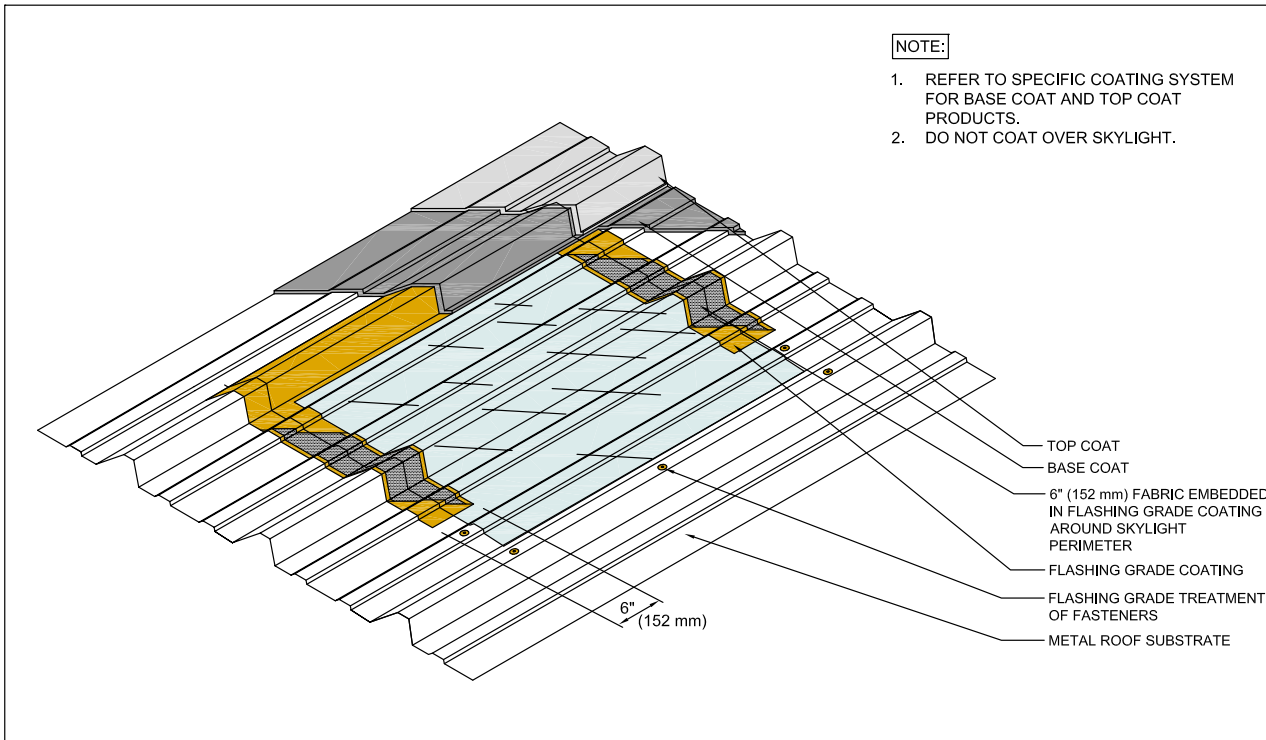 NOTE:
1. REFER TO SPECIFIC COATING SYSTEM
FOR BASE COAT AND TOP COAT
PRODUCTS.
2. DO NOT COAT OVER SKYLIGHT.
TOP COAT
BASE COAT
6" (152 mm) FABRIC EMBEDDED
IN FLASHING GRADE COATING
AROUND SKYLIGHT
PERIMETER
FLASHING GRADE COATING
FLASHING GRADE TREATMENT
OF FASTENERS
METAL ROOF SUBSTRATE
6"
(152 mm)